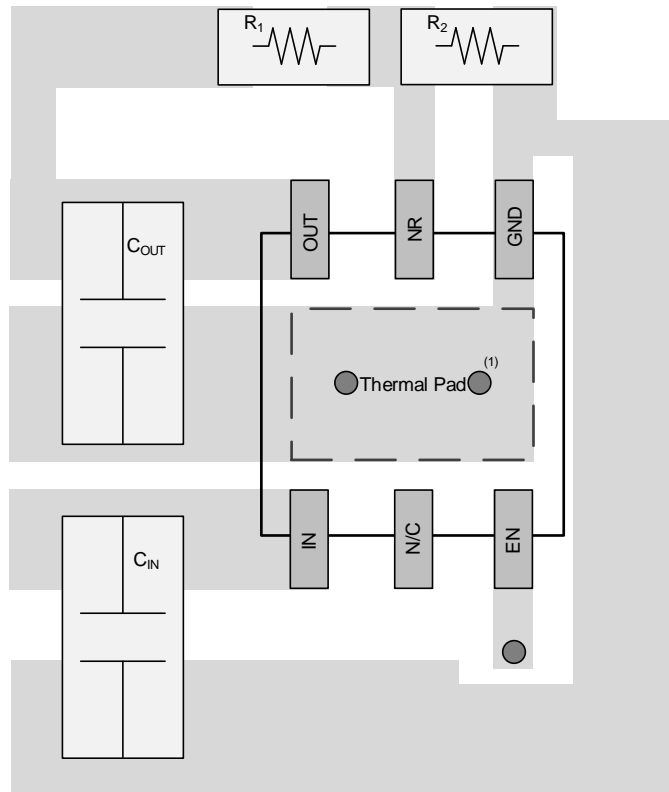 R1
R2
OUT
NR
GND
COUT
Thermal Pad(1)
IN
N/C
EN
CIN